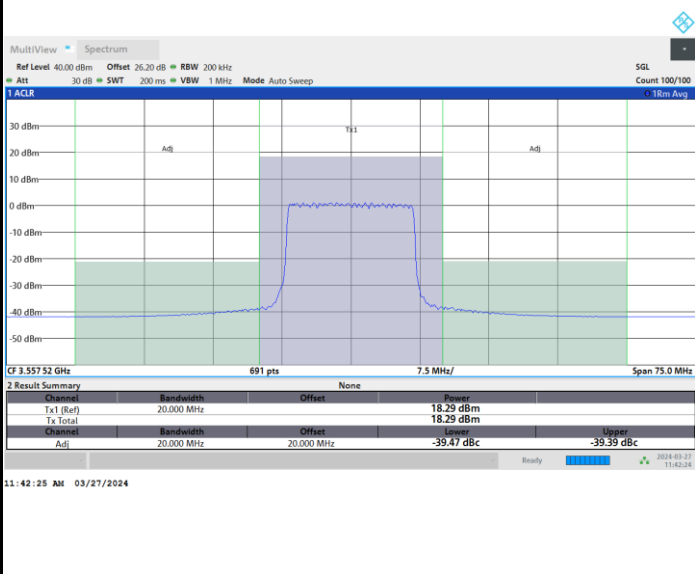 MultiView Spectrum
Ref Level 40.00 dBm Offset 26.20 dB RBW 200 kHz SGL
Att 30 dB SWT 200 ms VBW 1 MHz Mode Auto Sweep Count 100/100
1 ACLR 1Rm Avg
30 dBm
Tx1
20 dBm Adj Adj
10 dBm
0 dBm
-10 dBm
-20 dBm
-30 dBm
-40 dBm
-50 dBm
CF 3.557 52 GHz 691 pts 7.5 MHz/ Span 75.0 MHz
2 Result Summary None
Channel Bandwidth Offset Power
Tx1 (Ref) 20.000 MHz 18.29 dBm
Tx Total 18.29 dBm
Channel Bandwidth Offset Lower Upper
Adj 20.000 MHz 20.000 MHz -39.47 dBc -39.39 dBc
Ready 2024-03-27
11:42:24
11:42:25 AM 03/27/2024